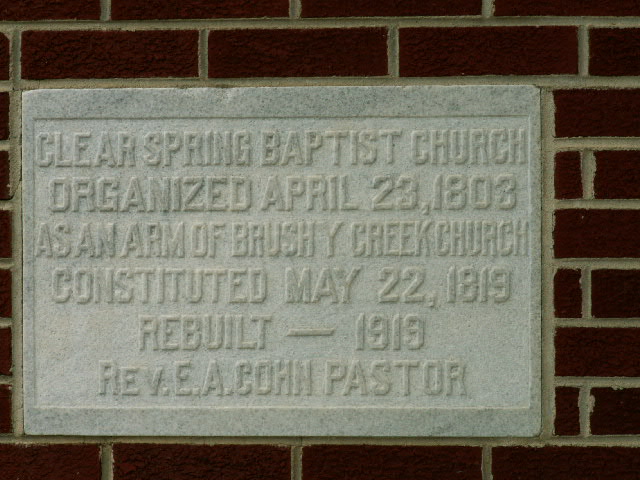 CLEAR SPRING BAPTIST CHURCH
ORGANIZED APRIL 23, 1803
AS AN ARM OF BRUSH Y CREEK CHURCH
CONSTITUTED MAY 22, 1819
REBUILT — 1919
REV. E. A. COHN PASTOR